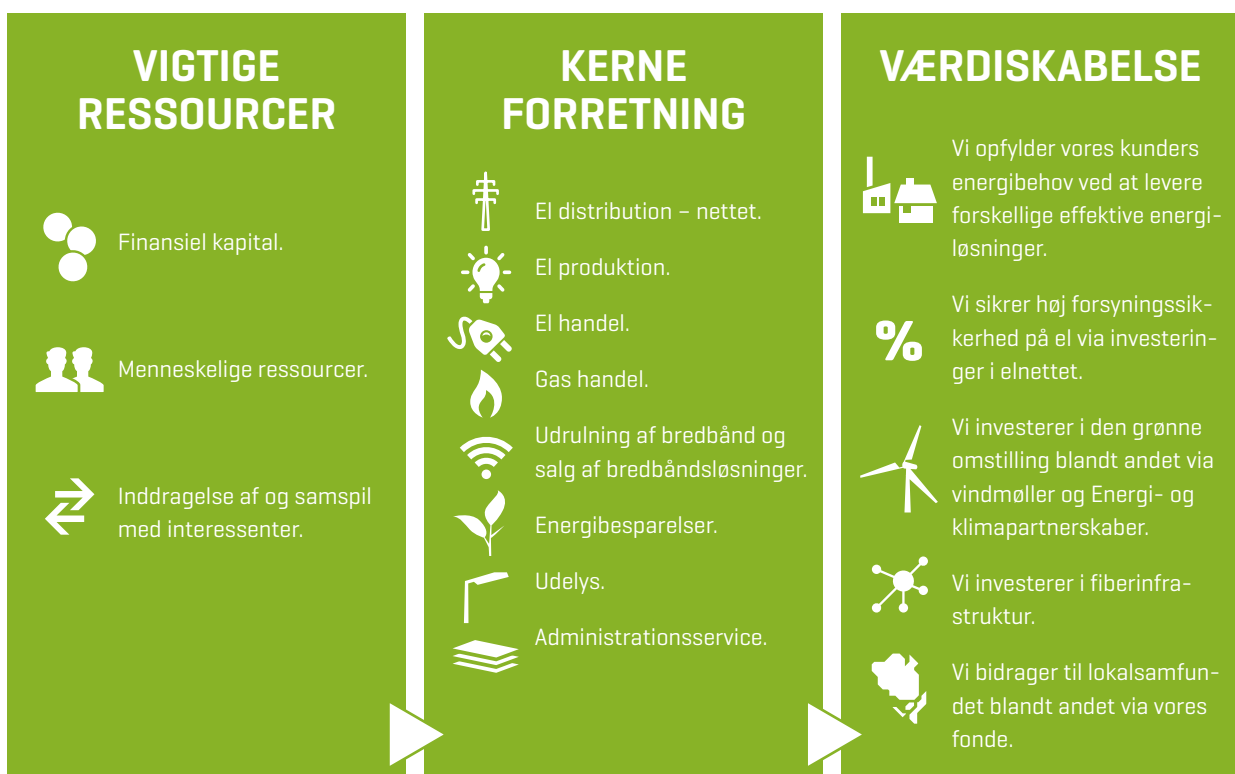 VIGTIGE
RESSOURCER
Finansiel kapital.
Menneskelige ressourcer.
Inddragelse af og samspil
med interessenter.
KERNE
FORRETNING
El distribution – nettet.
El produktion.
El handel.
Gas handel.
Udrulning af bredbånd og
salg af bredbåndsløsninger.
Energibesparelser.
Udelys.
Administrationsservice.
VÆRDISKABELSE
Vi opfylder vores kunders
energibehov ved at levere
forskellige effektive energi-
løsninger.
%
Vi sikrer høj forsyningssik-
kerhed på el via investerin-
ger i elnettet.
Vi investerer i den grønne
omstilling blandt andet via
vindmøller og Energi- og
klimapartnerskaber.
Vi investerer i fiberinfra-
struktur.
Vi bidrager til lokalsamfun-
det blandt andet via vores
fonde.